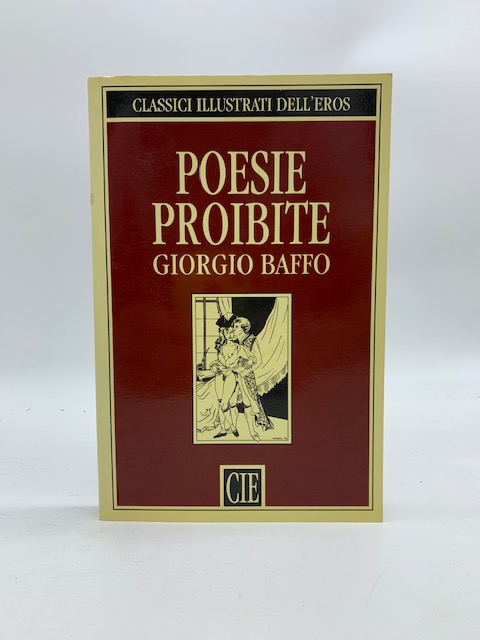 CLASSICI ILLUSTRATI DELL'EROS
POESIE
PROIBITE
GIORGIO BAFFO
CIE